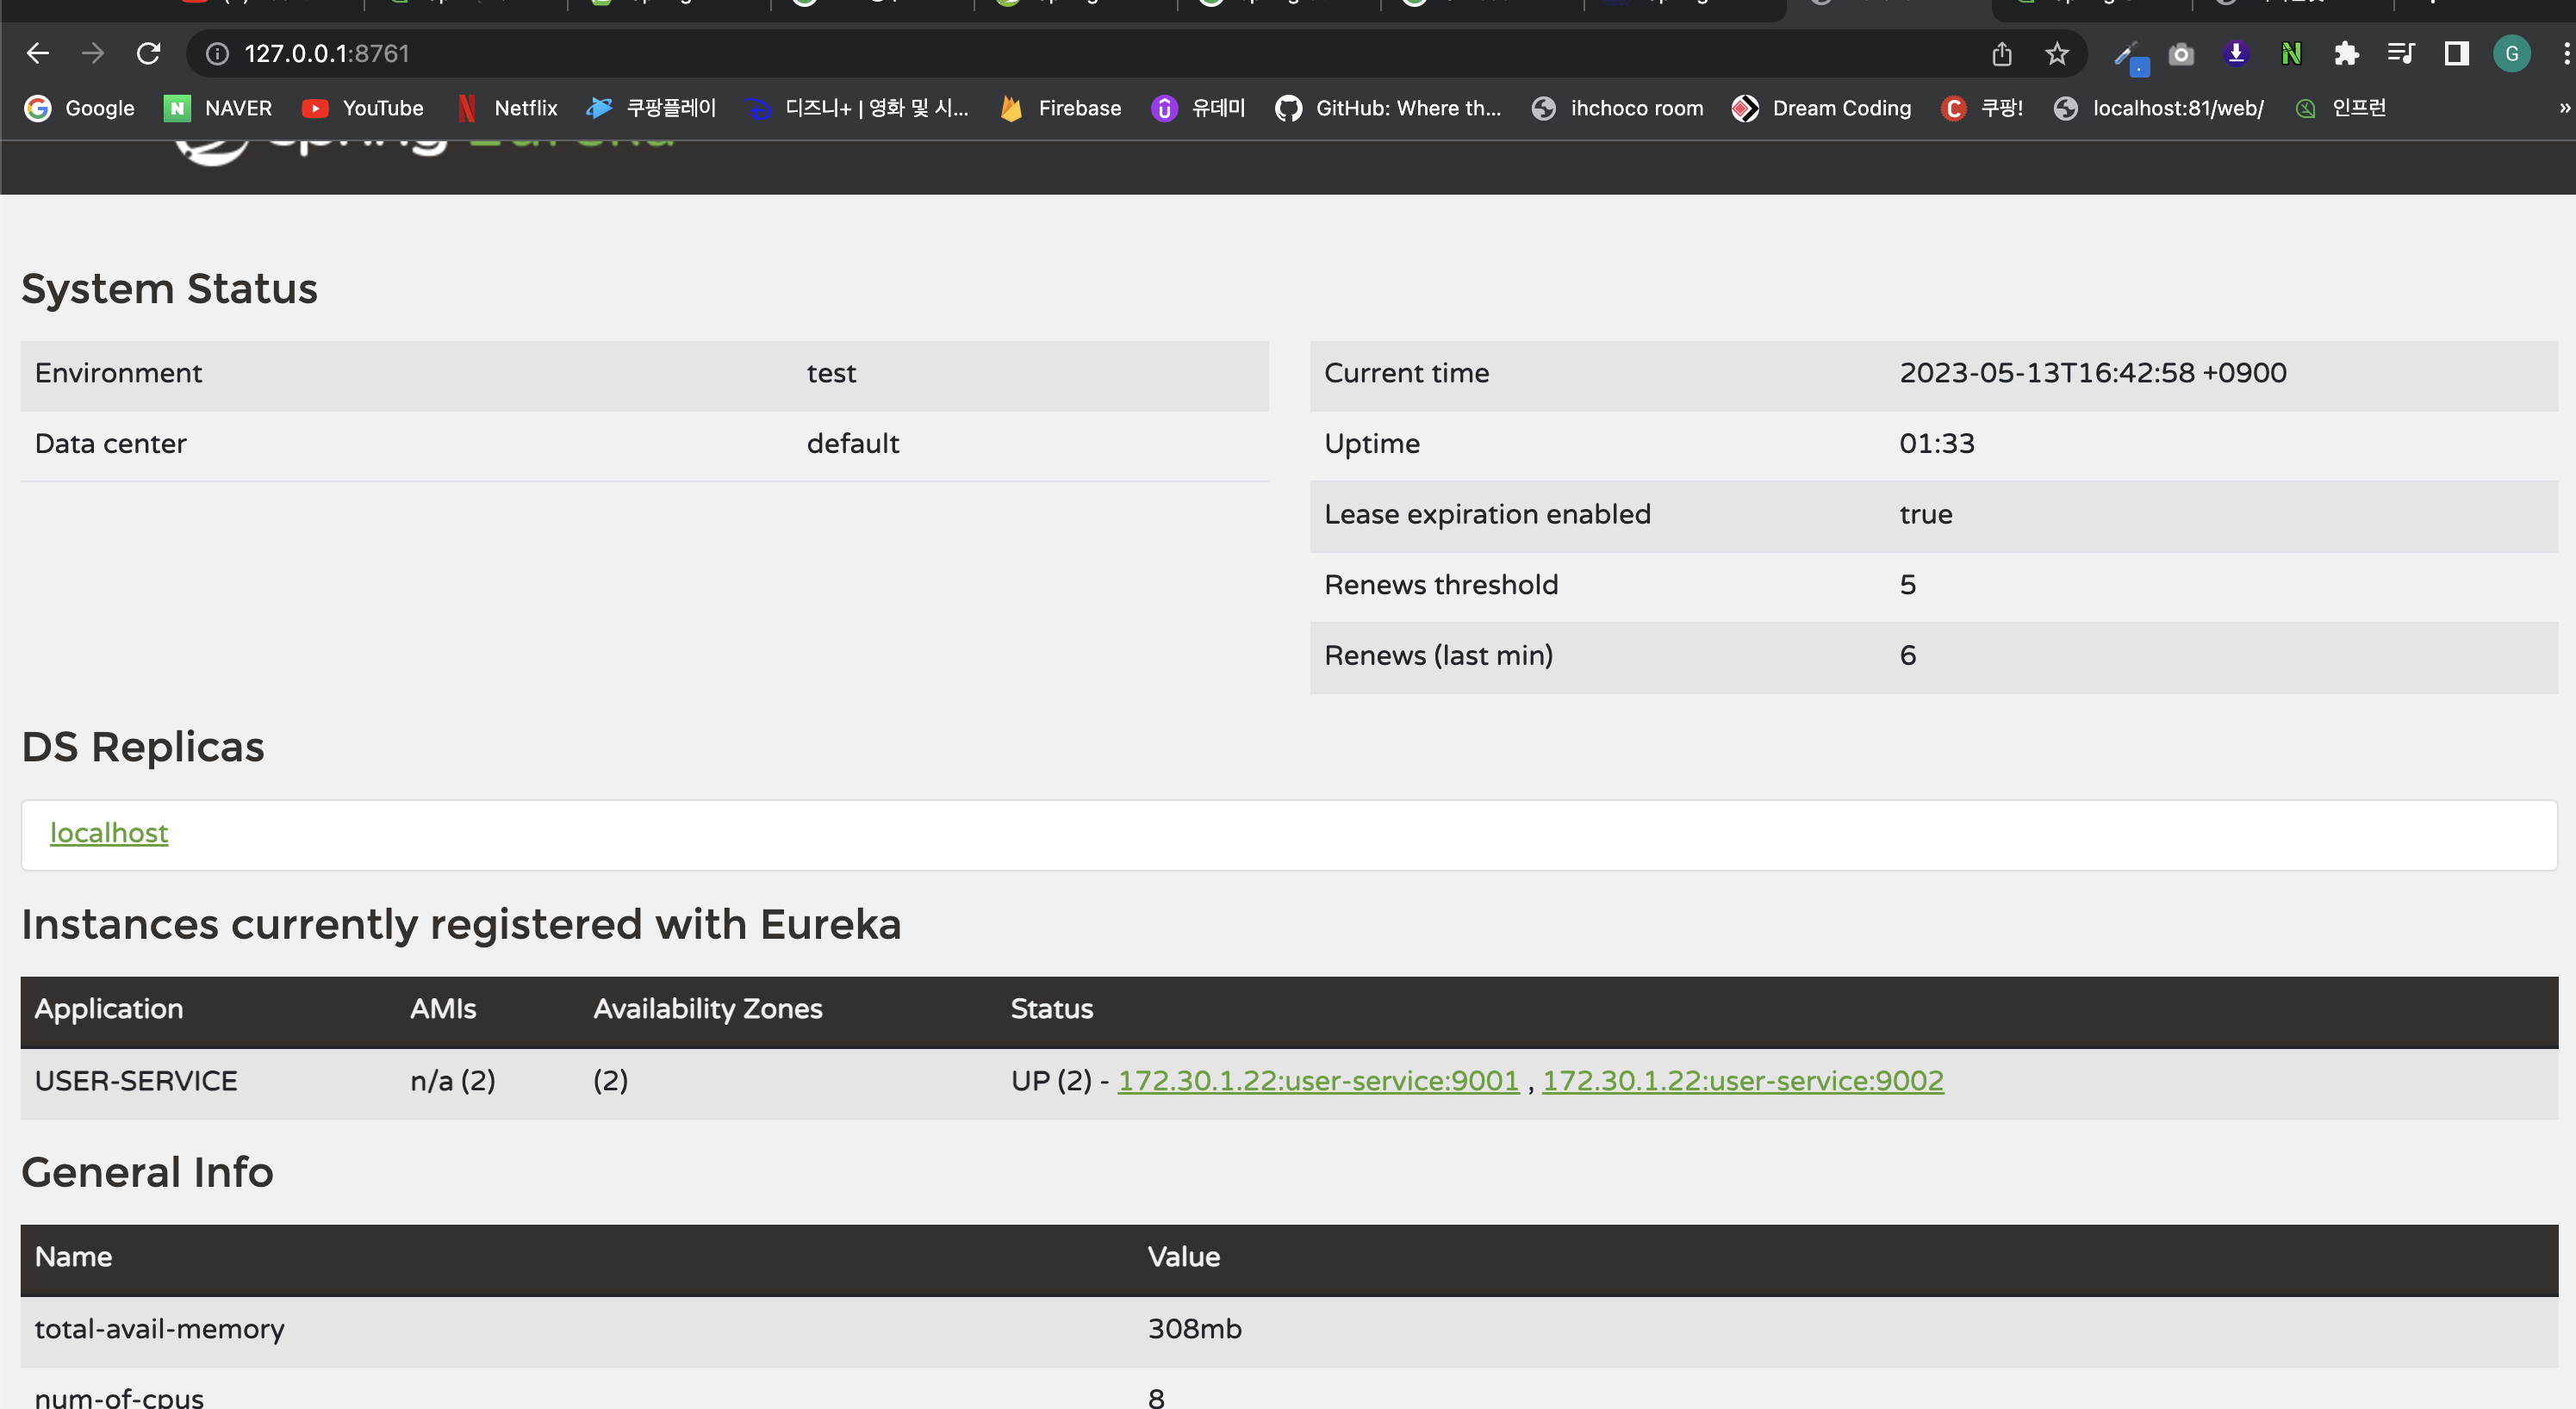 127.0.0.1:8761
Google NAVER YouTube Netflix 쿠팡플레이 디즈니+ | 영화 및 시... Firebase 유데미 GitHub: Where th... ihchoco room Dream Coding 쿠팡! localhost:81/web/ 인프런 »
spring Eureka
System Status
Environment test
Data center default
Current time 2023-05-13T16:42:58 +0900
Uptime 01:33
Lease expiration enabled true
Renews threshold 5
Renews (last min) 6
DS Replicas
localhost
Instances currently registered with Eureka
Application AMIs Availability Zones Status
USER-SERVICE n/a (2) (2) UP (2) - 172.30.1.22:user-service:9001 , 172.30.1.22:user-service:9002
General Info
Name Value
total-avail-memory 308mb
num-of-cpus 8